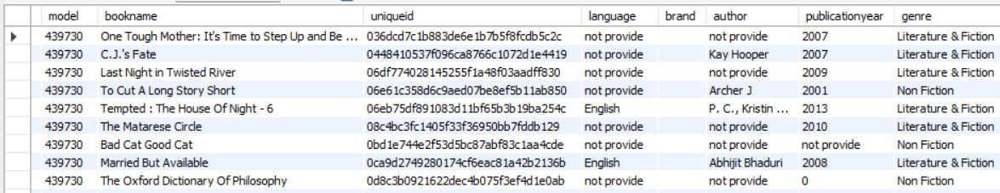 model bookname uniqueid language brand author publicationyear genre
439730 One Tough Mother: It's Time to Step Up and Be ... 036dcd7c1b883de6e1b7b5f8fcdb5c2c not provide not provide 2007 Literature & Fiction
439730 C.J.'s Fate 0448410537f096ca8766c1072d1e4419 not provide Kay Hooper 2007 Literature & Fiction
439730 Last Night in Twisted River 06df774028145255f1a48f03aadff830 not provide not provide 2009 Literature & Fiction
439730 To Cut A Long Story Short 06e61c358d6c9aed07be8ef5b11ab850 not provide Archer J 2001 Non Fiction
439730 Tempted : The House Of Night - 6 06eb75df891083d11bf65b3b19ba254c English P. C., Kristin ... 2013 Literature & Fiction
439730 The Matarese Circle 08c4bc3fc1405f33f36950bb7fddb129 not provide not provide 2010 Literature & Fiction
439730 Bad Cat Good Cat 0bd1e744e2f53d5bc87abf83c1aa4cde not provide not provide not provide Non Fiction
439730 Married But Available 0ca9d2749280174cf6eac81a42b2136b English Abhijit Bhaduri 2008 Literature & Fiction
439730 The Oxford Dictionary Of Philosophy 0d8c3b0921622dec4b075f3ef4d1e0ab not provide not provide 0 Non Fiction